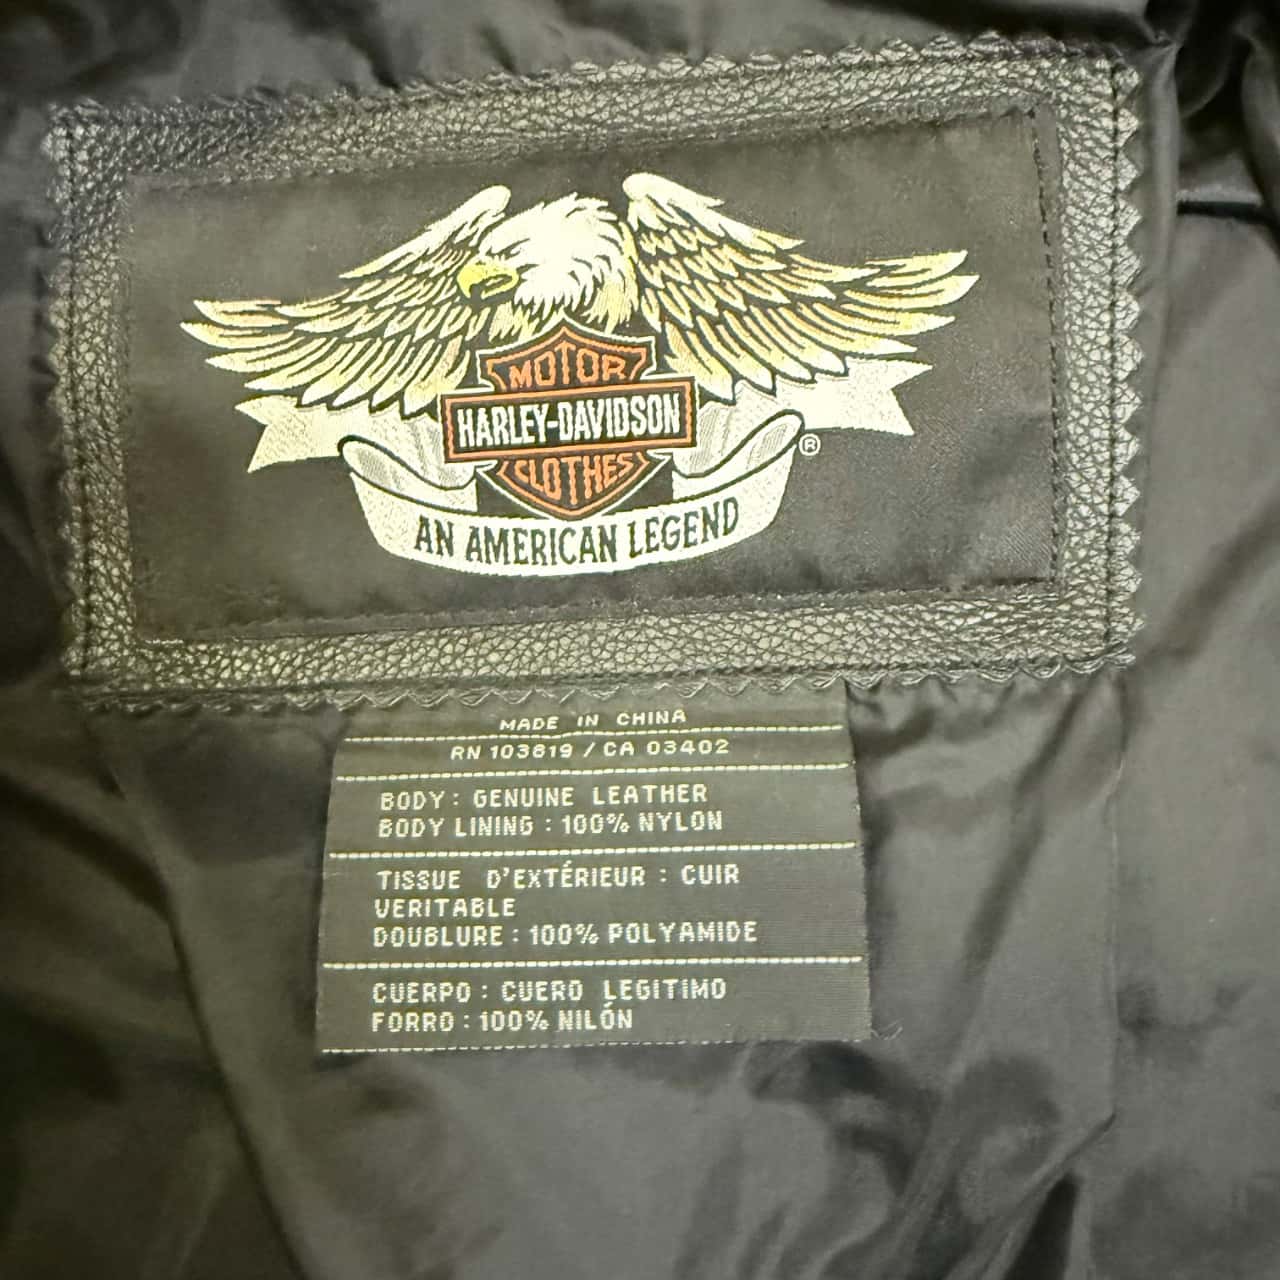 MOTOR
HARLEY-DAVIDSON
CLOTHES
®
AN AMERICAN LEGEND
MADE IN CHINA
RN 103819 / CA 03402
BODY : GENUINE LEATHER
BODY LINING : 100% NYLON
TISSUE D'EXTÉRIEUR : CUIR
VERITABLE
DOUBLURE : 100% POLYAMIDE
CUERPO : CUERO LEGITIMO
FORRO : 100% NILÓN